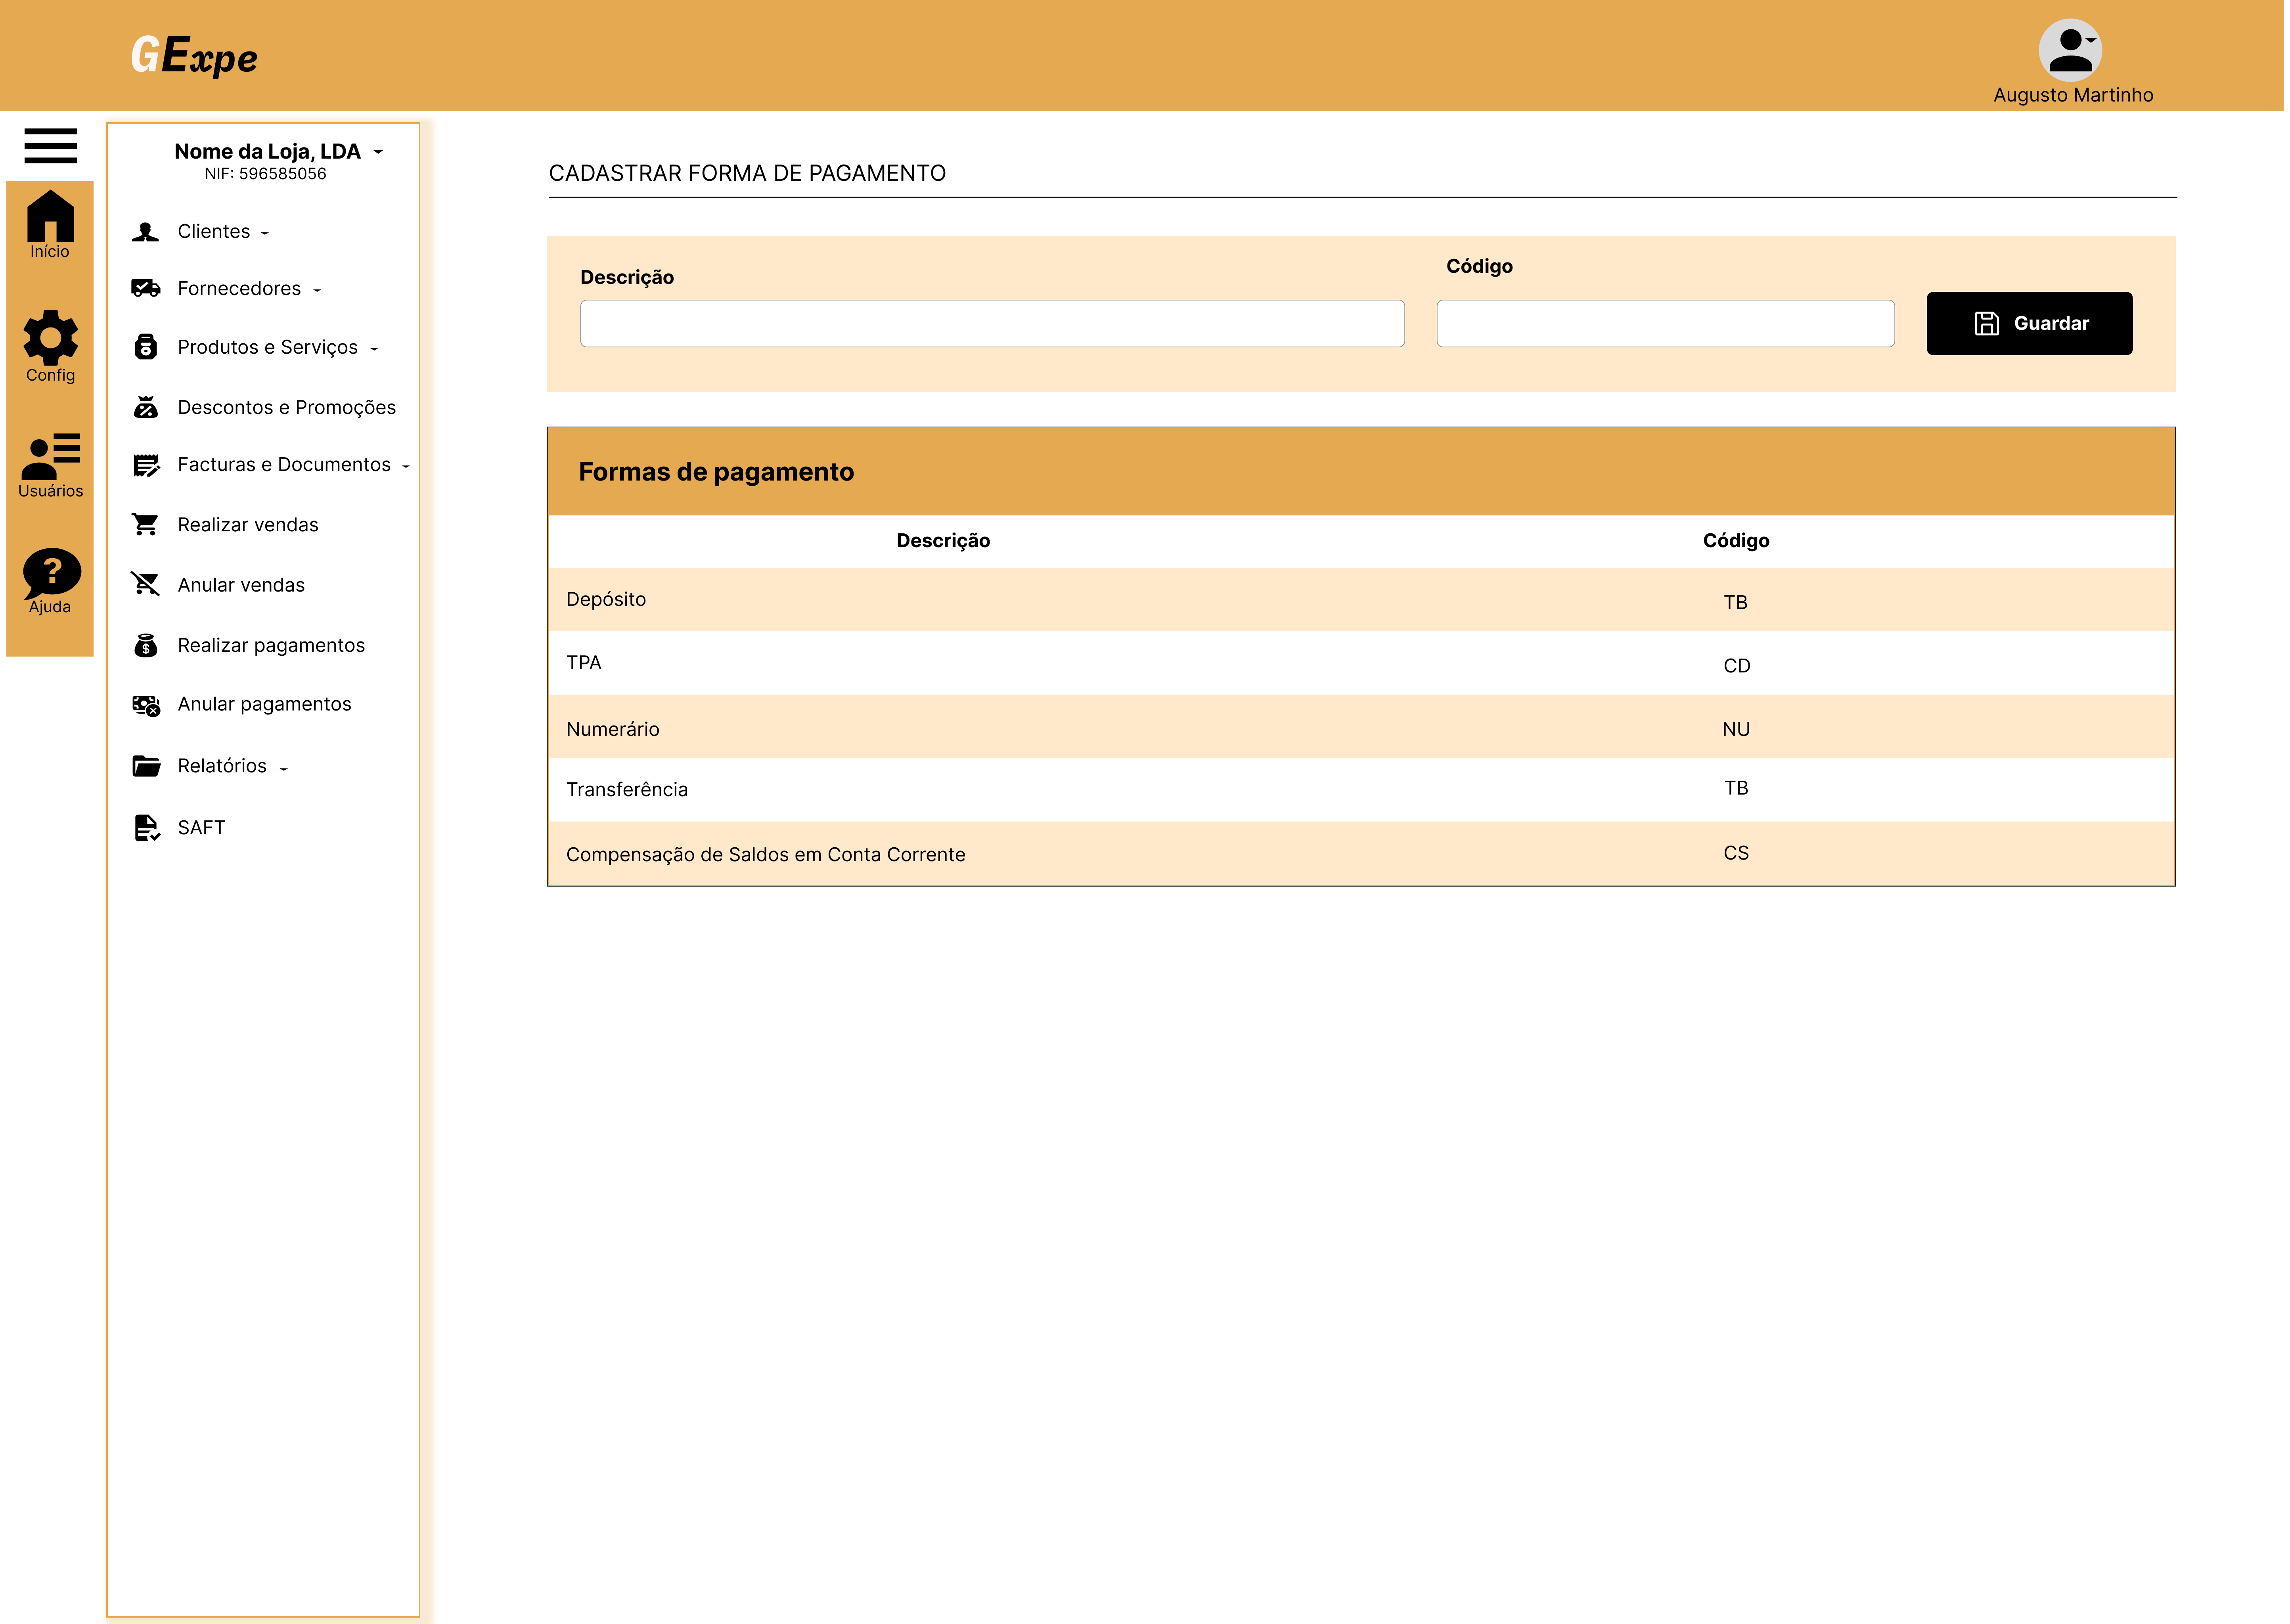 GExpe
Augusto Martinho
Início
Config
Usuários
Ajuda
Nome da Loja, LDA
NIF: 596585056
Clientes
Fornecedores
Produtos e Serviços
Descontos e Promoções
Facturas e Documentos
Realizar vendas
Anular vendas
Realizar pagamentos
Anular pagamentos
Relatórios
SAFT
CADASTRAR FORMA DE PAGAMENTO
Descrição Código
Guardar
Formas de pagamento
Descrição Código
Depósito TB
TPA CD
Numerário NU
Transferência TB
Compensação de Saldos em Conta Corrente CS